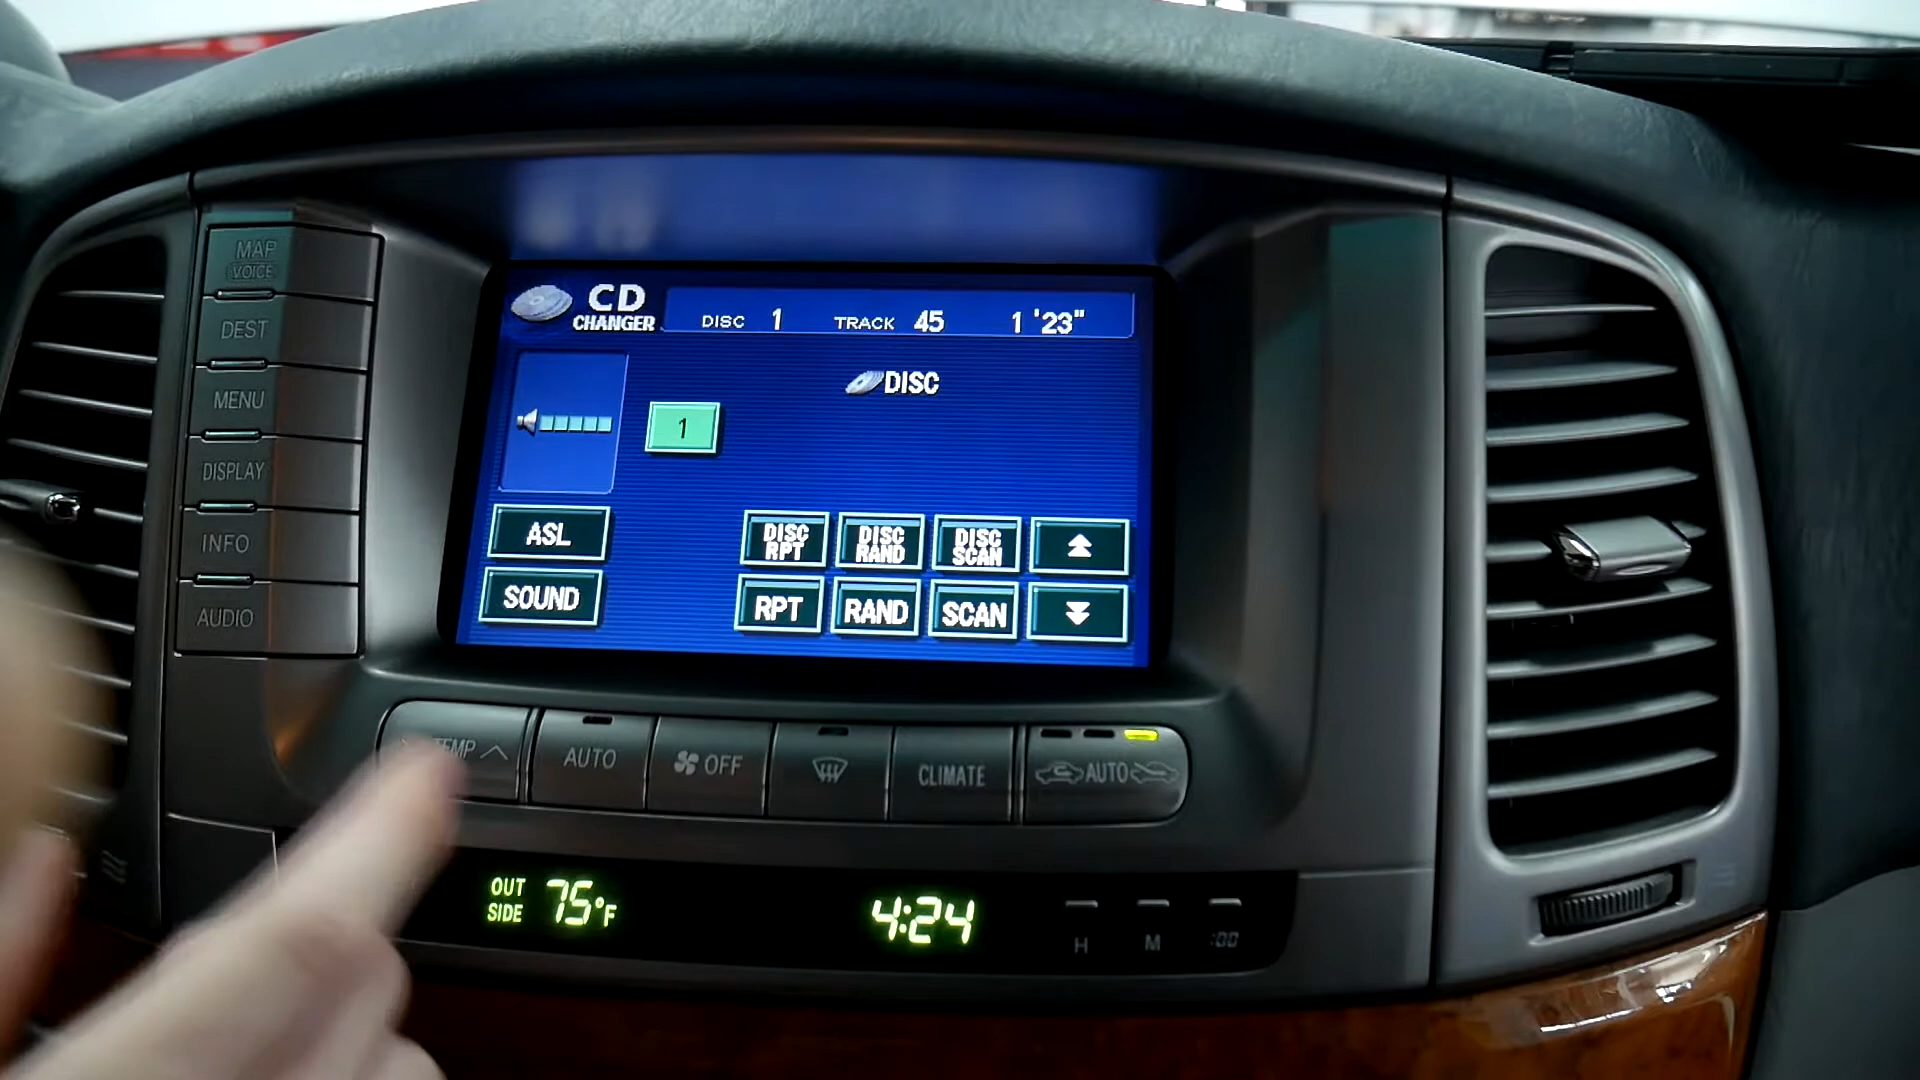 MAP
VOICE
DEST
MENU
DISPLAY
INFO
AUDIO
CD
CHANGER
DISC 1 TRACK 45 1'23"
DISC
1
ASL
SOUND
DISC
RPT
DISC
RAND
DISC
SCAN
RPT
RAND
SCAN
TEMP
AUTO
OFF
CLIMATE
AUTO
OUT
SIDE
75°F
4:24
H
M
:00